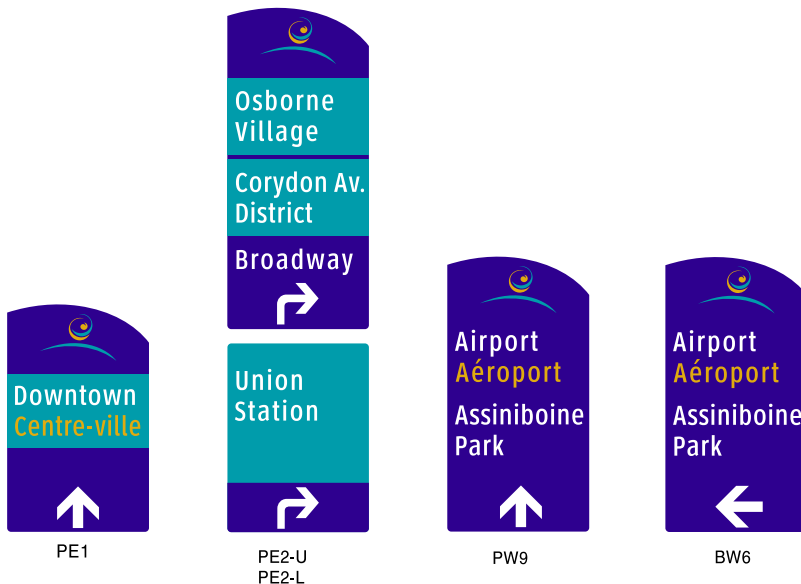 Downtown
Centre-ville
PE1
Osborne
Village
Corydon Av.
District
Broadway
Union
Station
PE2-U
PE2-L
Airport
Aéroport
Assiniboine
Park
PW9
Airport
Aéroport
Assiniboine
Park
BW6